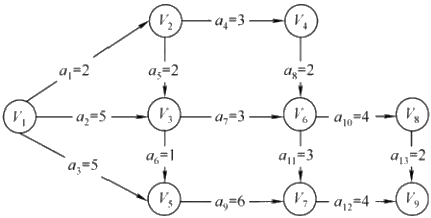 V2 a4=3 V4
a1=2 a5=2 a8=2
V1 a2=5 V3 a7=3 V6 a10=4 V8
a3=5 a6=1 a11=3 a13=2
V5 a9=6 V7 a12=4 V9